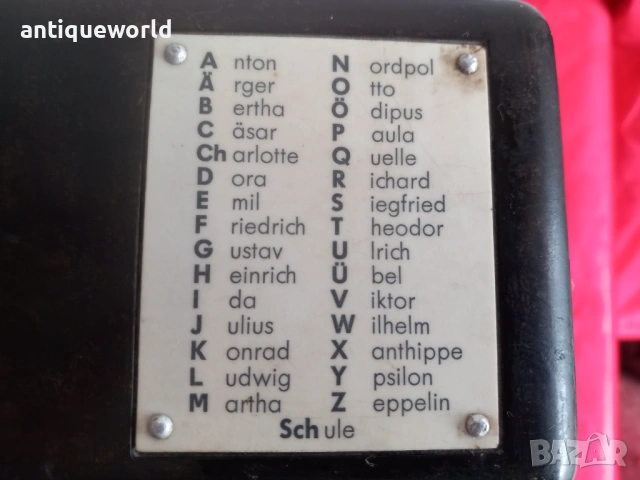 antiqueworld
A nton
Ä rger
B ertha
C äsar
Ch arlotte
D ora
E mil
F riedrich
G ustav
H einrich
I da
J ulius
K onrad
L udwig
M artha
N ordpol
O tto
Ö dipus
P aula
Q uelle
R ichard
S iegfried
T heodor
U lrich
Ü bel
V iktor
W ilhelm
X anthippe
Y psilon
Z eppelin
Sch ule
BAZAR